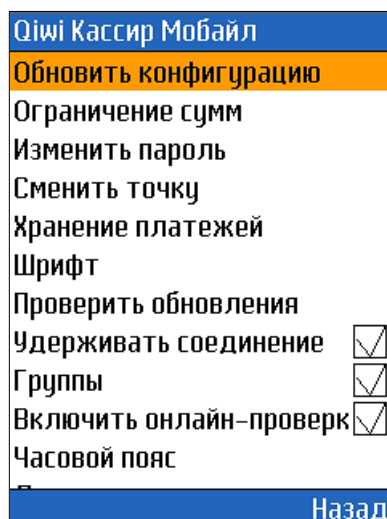 Qiwi Кассир Мобайл
Обновить конфигурацию
Ограничение сумм
Изменить пароль
Сменить точку
Хранение платежей
Шрифт
Проверить обновления
Удерживать соединение
Группы
Включить онлайн-проверк
Часовой пояс
Назад